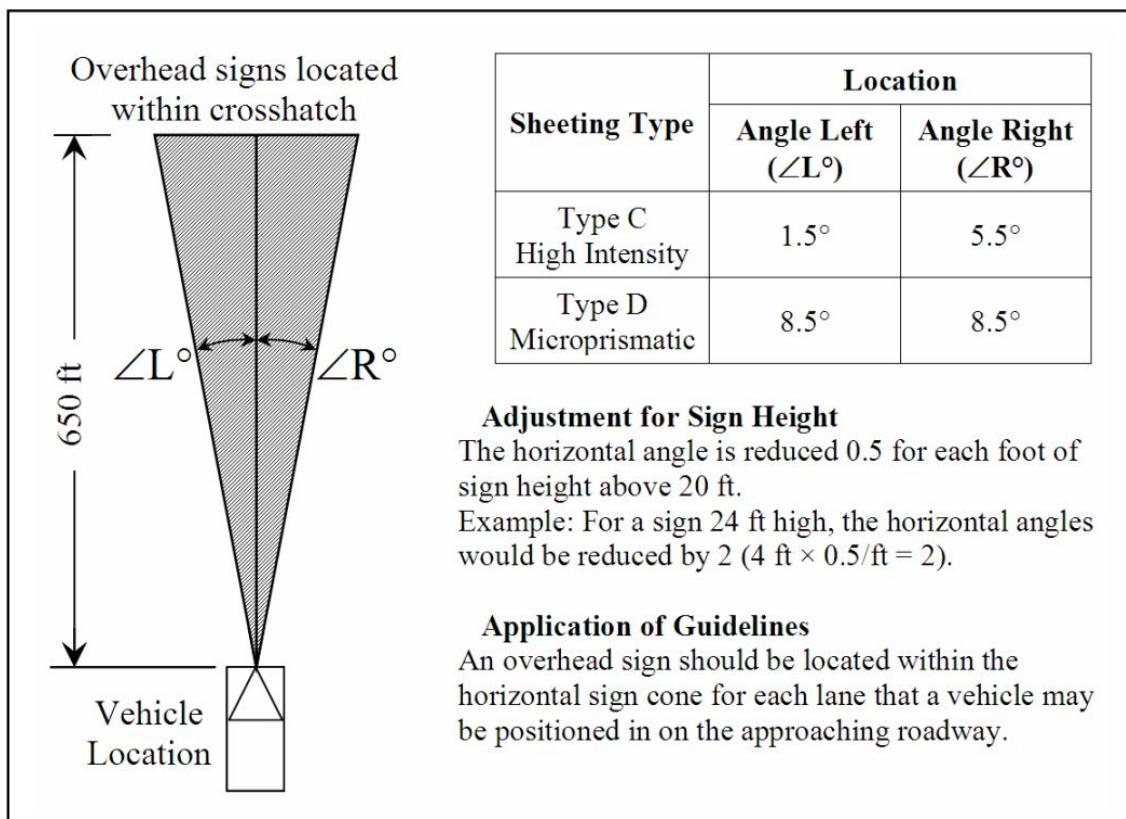 Overhead signs located
within crosshatch
650 ft
∠L°
∠R°
Vehicle
Location
Sheeting Type
Location
Angle Left
(∠L°)
Angle Right
(∠R°)
Type C
High Intensity
1.5°
5.5°
Type D
Microprismatic
8.5°
8.5°
Adjustment for Sign Height
The horizontal angle is reduced 0.5 for each foot of
sign height above 20 ft.
Example: For a sign 24 ft high, the horizontal angles
would be reduced by 2 (4 ft × 0.5/ft = 2).
Application of Guidelines
An overhead sign should be located within the
horizontal sign cone for each lane that a vehicle may
be positioned in on the approaching roadway.